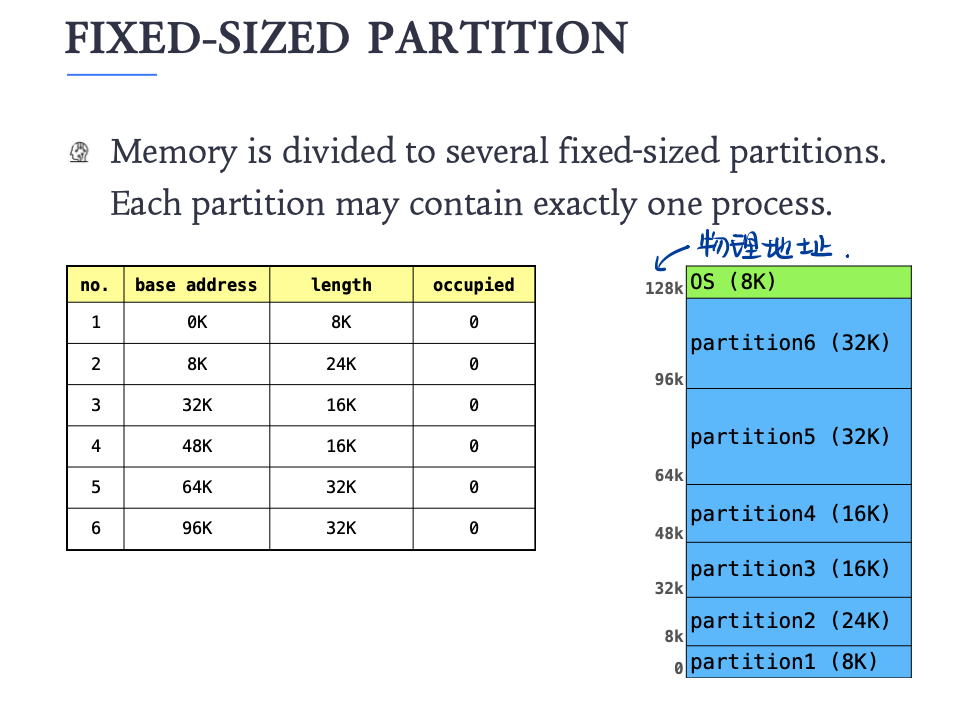 FIXED-SIZED PARTITION
Memory is divided to several fixed-sized partitions.
Each partition may contain exactly one process.
物理地址.
no. base address length occupied
1 0K 8K 0
2 8K 24K 0
3 32K 16K 0
4 48K 16K 0
5 64K 32K 0
6 96K 32K 0
OS (8K)
128k
partition6 (32K)
96k
partition5 (32K)
64k
partition4 (16K)
48k
partition3 (16K)
32k
partition2 (24K)
8k
partition1 (8K)
0